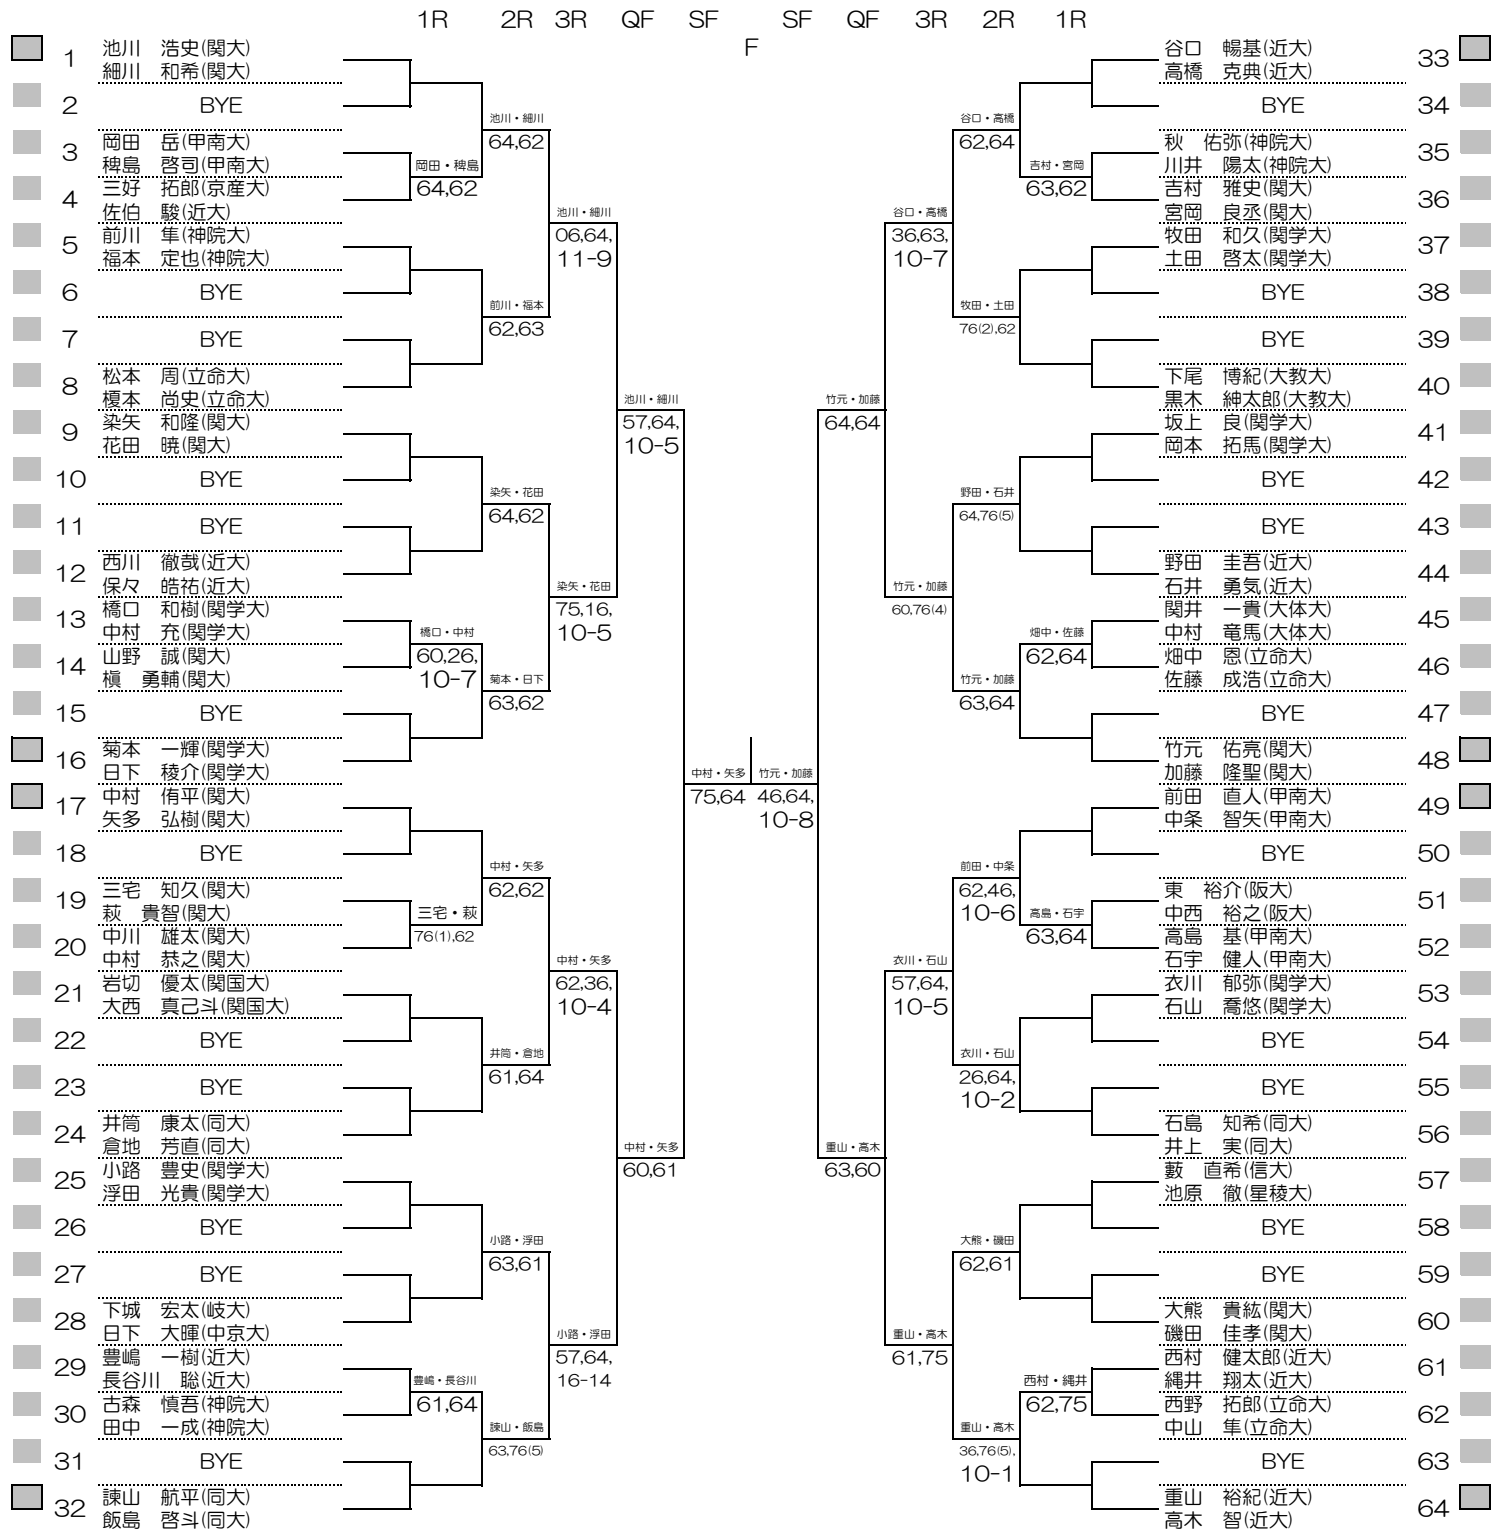 1R 2R 3R QF SF SF QF 3R 2R 1R
F
1 池川 浩史(関大)
細川 和希(関大)
2 BYE
3 岡田 岳(甲南大)
稗島 啓司(甲南大)
4 三好 拓郎(京産大)
佐伯 駿(近大)
5 前川 隼(神院大)
福本 定也(神院大)
6 BYE
7 BYE
8 松本 周(立命大)
榎本 尚史(立命大)
9 染矢 和隆(関大)
花田 暁(関大)
10 BYE
11 BYE
12 西川 徹哉(近大)
保々 皓祐(近大)
13 橋口 和樹(関学大)
中村 充(関学大)
14 山野 誠(関大)
槇 勇輔(関大)
15 BYE
16 菊本 一輝(関学大)
日下 稜介(関学大)
17 中村 侑平(関大)
矢多 弘樹(関大)
18 BYE
19 三宅 知久(関大)
萩 貴智(関大)
20 中川 雄太(関大)
中村 恭之(関大)
21 岩切 優太(関国大)
大西 真己斗(関国大)
22 BYE
23 BYE
24 井筒 康太(同大)
倉地 芳直(同大)
25 小路 豊史(関学大)
浮田 光貴(関学大)
26 BYE
27 BYE
28 下城 宏太(岐大)
日下 大暉(中京大)
29 豊嶋 一樹(近大)
長谷川 聡(近大)
30 古森 慎吾(神院大)
田中 一成(神院大)
31 BYE
32 諫山 航平(同大)
飯島 啓斗(同大)
岡田・稗島
64,62
橋口・中村
60,26,
10-7
三宅・萩
76(1),62
豊嶋・長谷川
61,64
池川・細川
64,62
前川・福本
62,63
染矢・花田
64,62
菊本・日下
63,62
中村・矢多
62,62
井筒・倉地
61,64
小路・浮田
63,61
諫山・飯島
63,76(5)
池川・細川
06,64,
11-9
染矢・花田
75,16,
10-5
中村・矢多
62,36,
10-4
小路・浮田
57,64,
16-14
池川・細川
57,64,
10-5
中村・矢多
60,61
中村・矢多
75,64
竹元・加藤
46,64,
10-8
竹元・加藤
64,64
重山・高木
63,60
谷口・高橋
36,63,
10-7
竹元・加藤
60,76(4)
衣川・石山
57,64,
10-5
重山・高木
61,75
谷口・高橋
62,64
牧田・土田
76(2),62
野田・石井
64,76(5)
竹元・加藤
63,64
前田・中条
62,46,
10-6
衣川・石山
26,64,
10-2
大熊・磯田
62,61
重山・高木
36,76(5),
10-1
吉村・宮岡
63,62
畑中・佐藤
62,64
高島・石宇
63,64
西村・縄井
62,75
谷口 暢基(近大) 33
高橋 克典(近大)
BYE 34
秋 佑弥(神院大) 35
川井 陽太(神院大)
吉村 雅史(関大) 36
宮岡 良丞(関大)
牧田 和久(関学大) 37
土田 啓太(関学大)
BYE 38
BYE 39
下尾 博紀(大教大) 40
黒木 紳太郎(大教大)
坂上 良(関学大) 41
岡本 拓馬(関学大)
BYE 42
BYE 43
野田 圭吾(近大) 44
石井 勇気(近大)
関井 一貴(大体大) 45
中村 竜馬(大体大)
畑中 恩(立命大) 46
佐藤 成浩(立命大)
BYE 47
竹元 佑亮(関大) 48
加藤 隆聖(関大)
前田 直人(甲南大) 49
中条 智矢(甲南大)
BYE 50
東 裕介(阪大) 51
中西 裕之(阪大)
高島 基(甲南大) 52
石宇 健人(甲南大)
衣川 郁弥(関学大) 53
石山 喬悠(関学大)
BYE 54
BYE 55
石島 知希(同大) 56
井上 実(同大)
藪 直希(信大) 57
池原 徹(星稜大)
BYE 58
BYE 59
大熊 貴紘(関大) 60
磯田 佳孝(関大)
西村 健太郎(近大) 61
縄井 翔太(近大)
西野 拓郎(立命大) 62
中山 隼(立命大)
BYE 63
重山 裕紀(近大) 64
高木 智(近大)